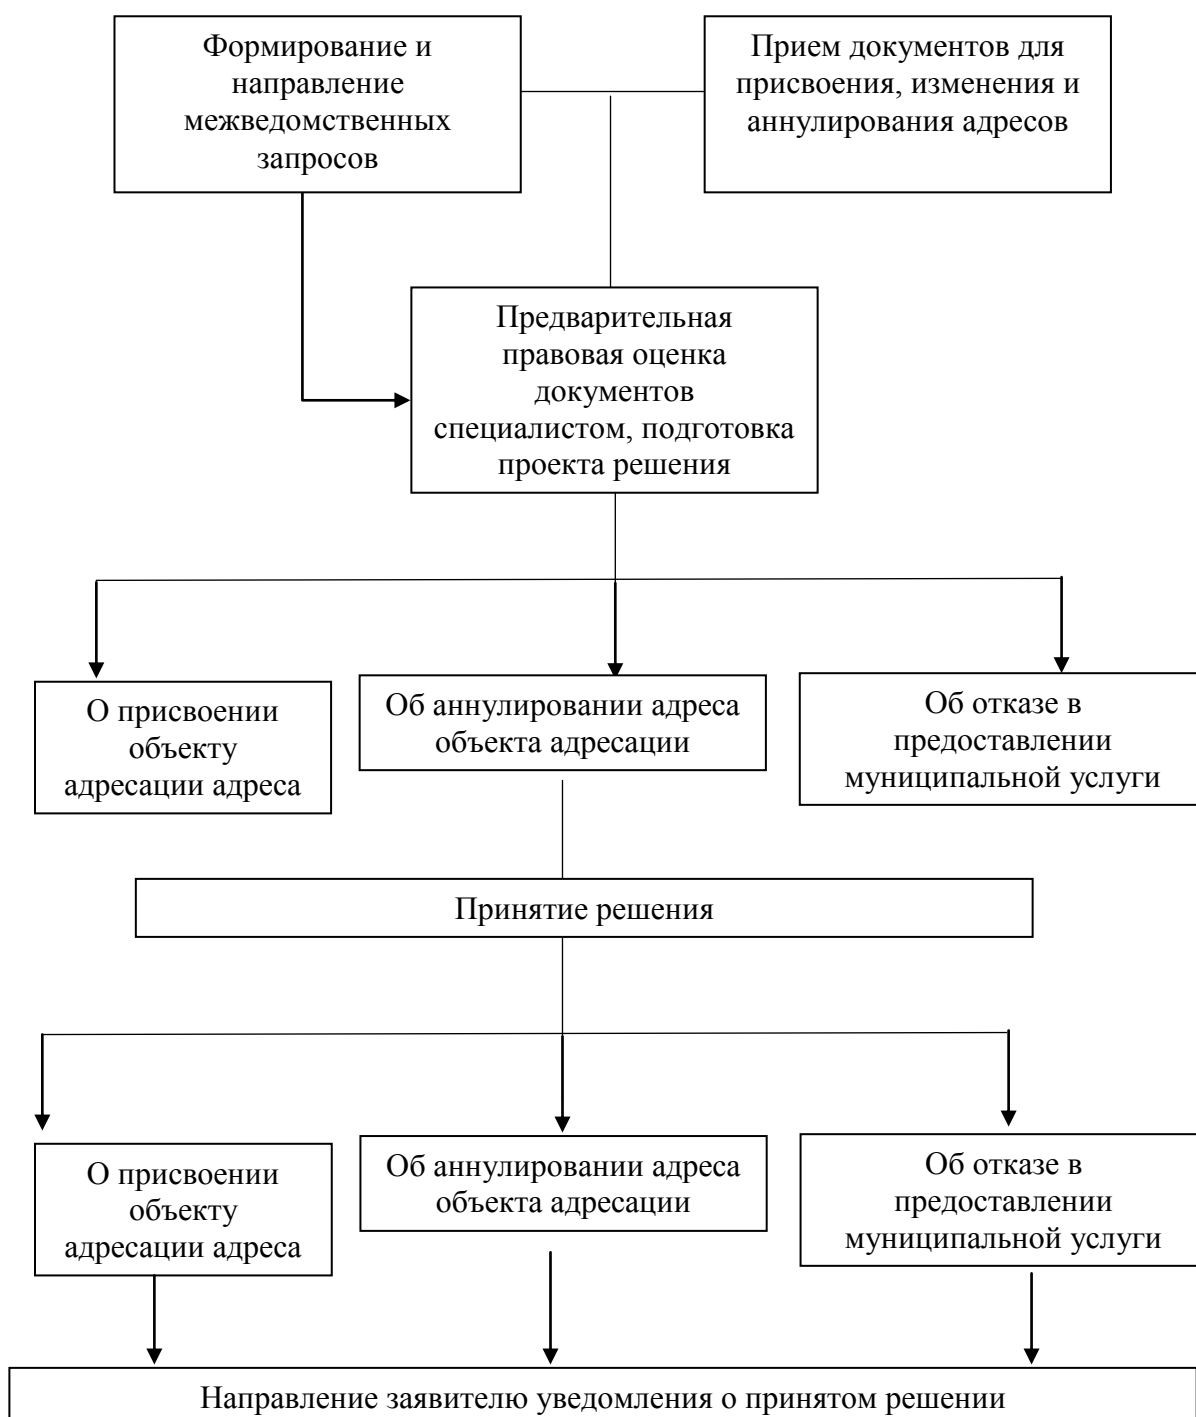 Формирование и
направление
межведомственных
запросов
Прием документов для
присвоения, изменения и
аннулирования адресов
Предварительная
правовая оценка
документов
специалистом, подготовка
проекта решения
О присвоении
объекту
адресации адреса
Об аннулировании адреса
объекта адресации
Об отказе в
предоставлении
муниципальной услуги
Принятие решения
О присвоении
объекту
адресации адреса
Об аннулировании адреса
объекта адресации
Об отказе в
предоставлении
муниципальной услуги
Направление заявителю уведомления о принятом решении